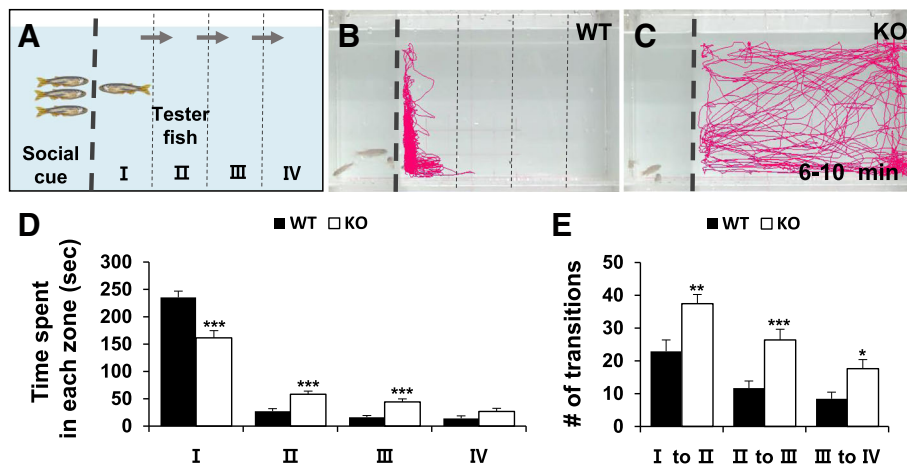 A
Tester
fish
Social
cue
I II III IV
B
WT
C
KO
6-10 min
D
WT KO
Time spent
in each zone (sec)
300
250
200
150
100
50
0
***
***
***
I II III IV
E
WT KO
# of transitions
50
40
30
20
10
0
**
***
*
I to II II to III III to IV